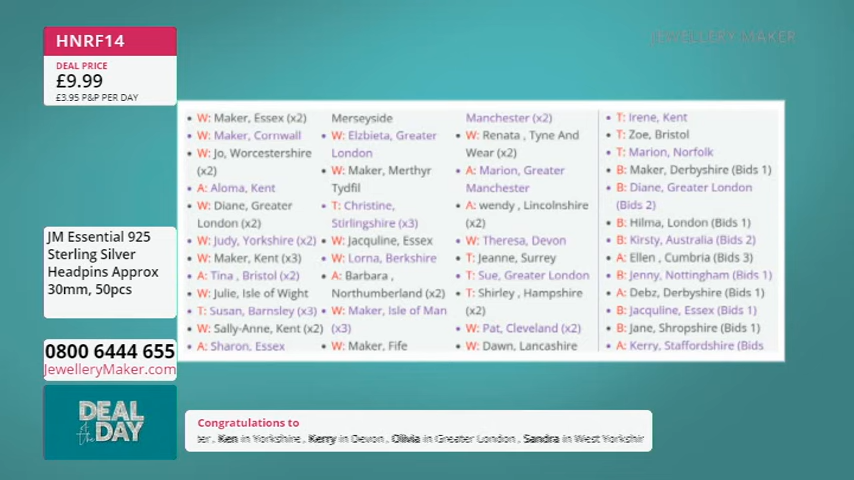 HNRF14
DEAL PRICE
£9.99
£3.95 P&P PER DAY
JEWELLERY MAKER
W: Maker, Essex (x2)
W: Maker, Cornwall
W: Jo, Worcestershire
(x2)
A: Aloma, Kent
W: Diane, Greater
London (x2)
W: Judy, Yorkshire (x2)
W: Maker, Kent (x3)
A: Tina , Bristol (x2)
W: Julie, Isle of Wight
T: Susan, Barnsley (x3)
W: Sally-Anne, Kent (x2)
A: Sharon, Essex
Merseyside
W: Elzbieta, Greater
London
W: Maker, Merthyr
Tydfil
T: Christine,
Stirlingshire (x3)
W: Jacquline, Essex
W: Lorna, Berkshire
A: Barbara ,
Northumberland (x2)
W: Maker, Isle of Man
(x3)
W: Maker, Fife
Manchester (x2)
W: Renata , Tyne And
Wear (x2)
A: Marion, Greater
Manchester
A: wendy , Lincolnshire
(x2)
W: Theresa, Devon
T: Jeanne, Surrey
T: Sue, Greater London
T: Shirley , Hampshire
(x2)
W: Pat, Cleveland (x2)
W: Dawn, Lancashire
T: Irene, Kent
T: Zoe, Bristol
T: Marion, Norfolk
B: Maker, Derbyshire (Bids 1)
B: Diane, Greater London
(Bids 2)
B: Hilma, London (Bids 1)
B: Kirsty, Australia (Bids 2)
A: Ellen , Cumbria (Bids 3)
B: Jenny, Nottingham (Bids 1)
A: Debz, Derbyshire (Bids 1)
B: Jacquline, Essex (Bids 1)
B: Jane, Shropshire (Bids 1)
A: Kerry, Staffordshire (Bids
JM Essential 925
Sterling Silver
Headpins Approx
30mm, 50pcs
0800 6444 655
JewelleryMaker.com
DEAL
of the
DAY
Congratulations to
ter , Ken in Yorkshire , Kerry in Devon , Olivia in Greater London , Sandra in West Yorkshir